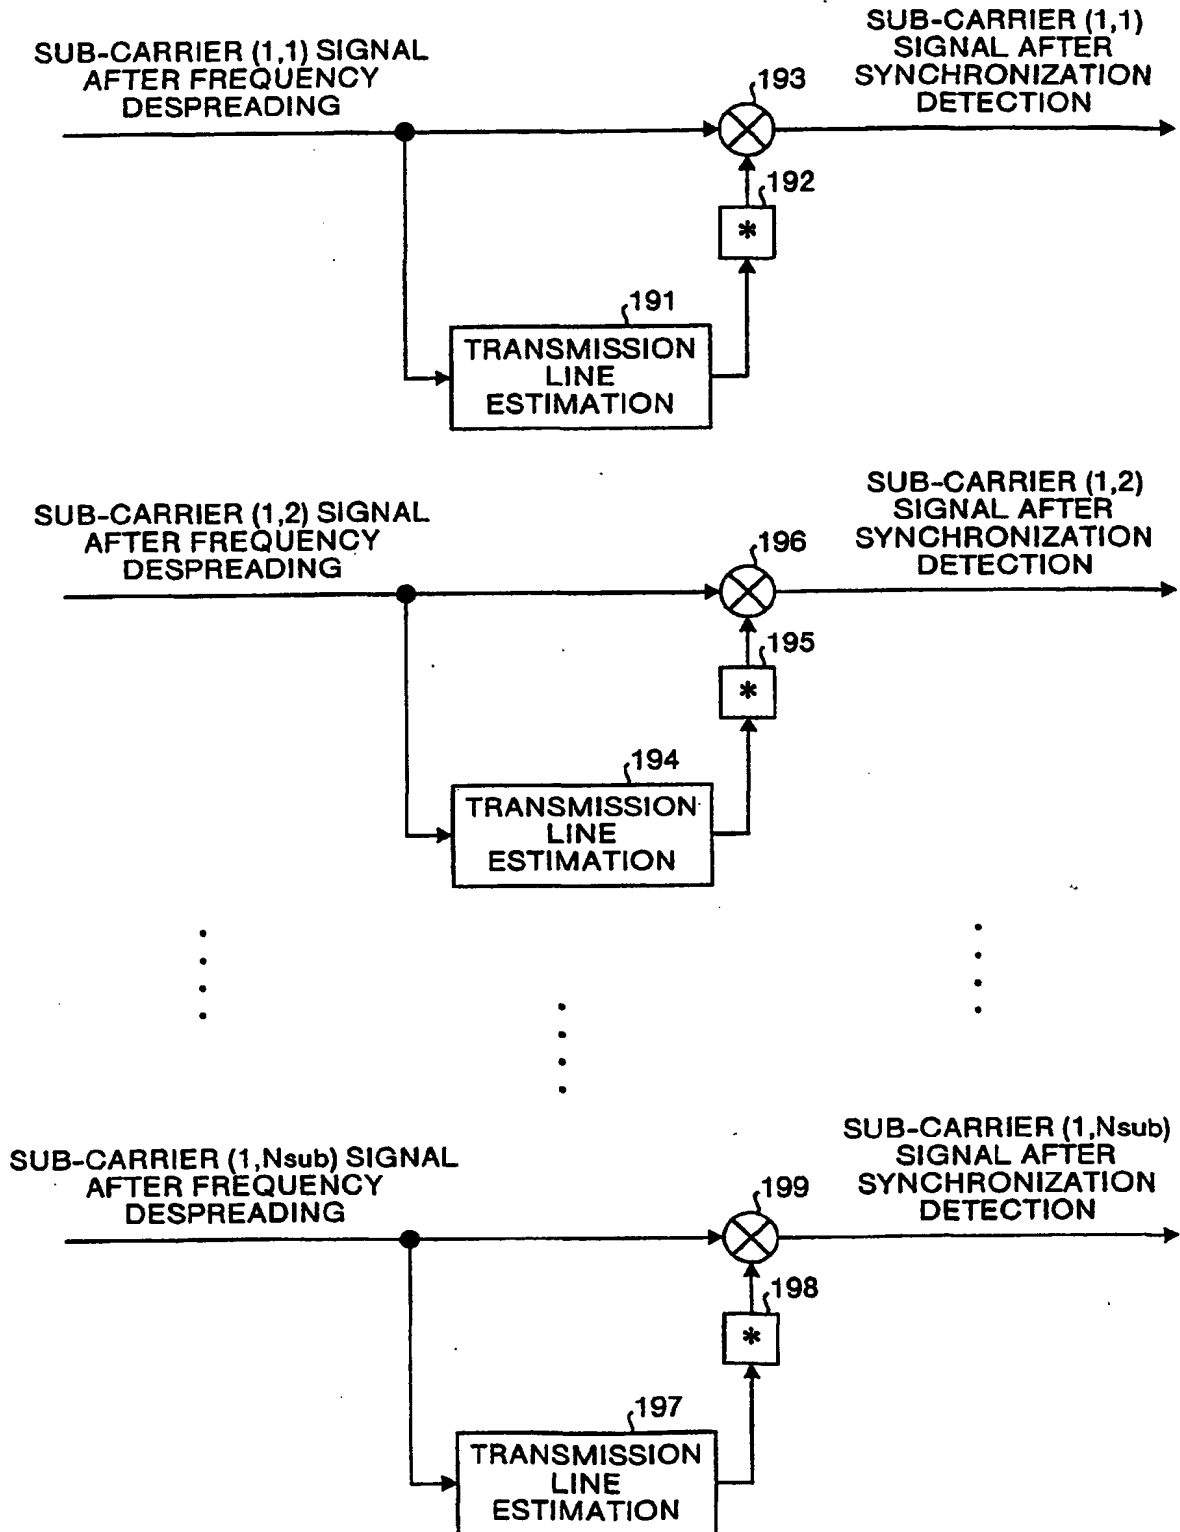 SUB-CARRIER (1,1) SIGNAL
AFTER FREQUENCY
DESPREADING
SUB-CARRIER (1,1)
SIGNAL AFTER
SYNCHRONIZATION
DETECTION
193
192
*
191
TRANSMISSION
LINE
ESTIMATION
SUB-CARRIER (1,2) SIGNAL
AFTER FREQUENCY
DESPREADING
SUB-CARRIER (1,2)
SIGNAL AFTER
SYNCHRONIZATION
DETECTION
196
195
*
194
TRANSMISSION
LINE
ESTIMATION
SUB-CARRIER (1,Nsub) SIGNAL
AFTER FREQUENCY
DESPREADING
SUB-CARRIER (1,Nsub)
SIGNAL AFTER
SYNCHRONIZATION
DETECTION
199
198
*
197
TRANSMISSION
LINE
ESTIMATION